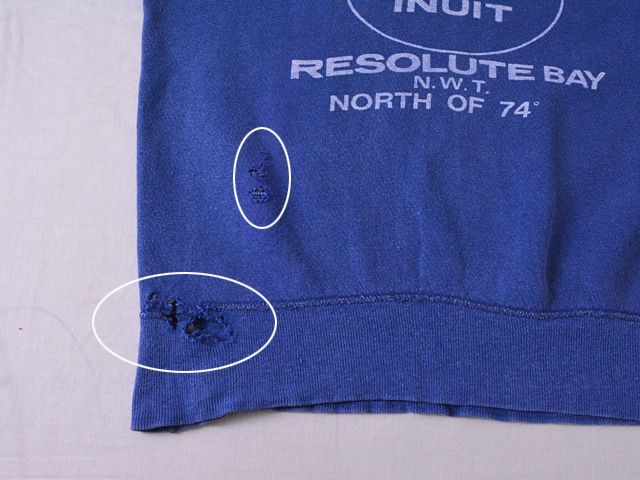 INUIT
RESOLUTE BAY
N.W.T.
NORTH OF 74°